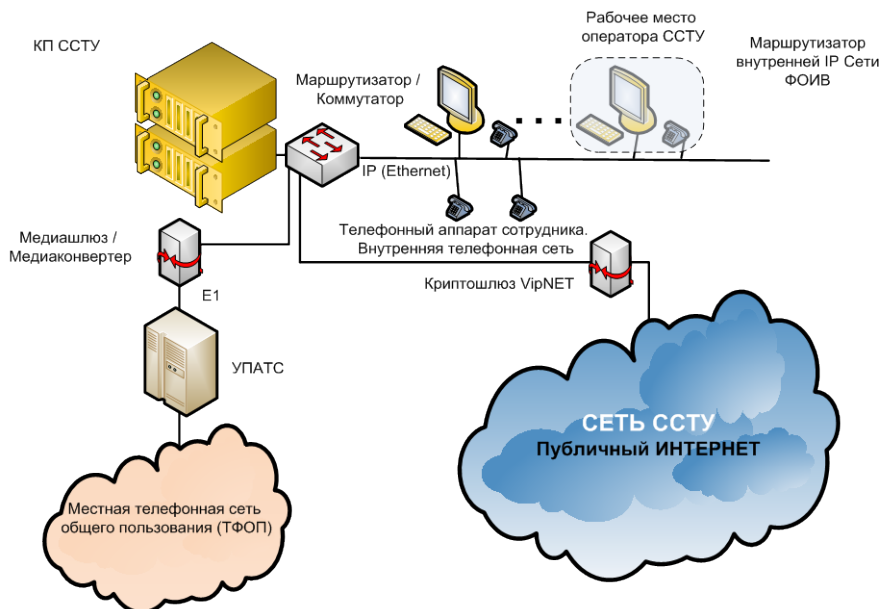 КП ССТУ
Маршрутизатор /
Коммутатор
Рабочее место
оператора ССТУ
Маршрутизатор
внутренней IP Сети
ФОИВ
IP (Ethernet)
Телефонный аппарат сотрудника.
Внутренняя телефонная сеть
Медиашлюз /
Медиаконвертер
E1
Криптошлюз VipNET
УПАТС
СЕТЬ ССТУ
Публичный ИНТЕРНЕТ
Местная телефонная сеть
общего пользования (ТФОП)